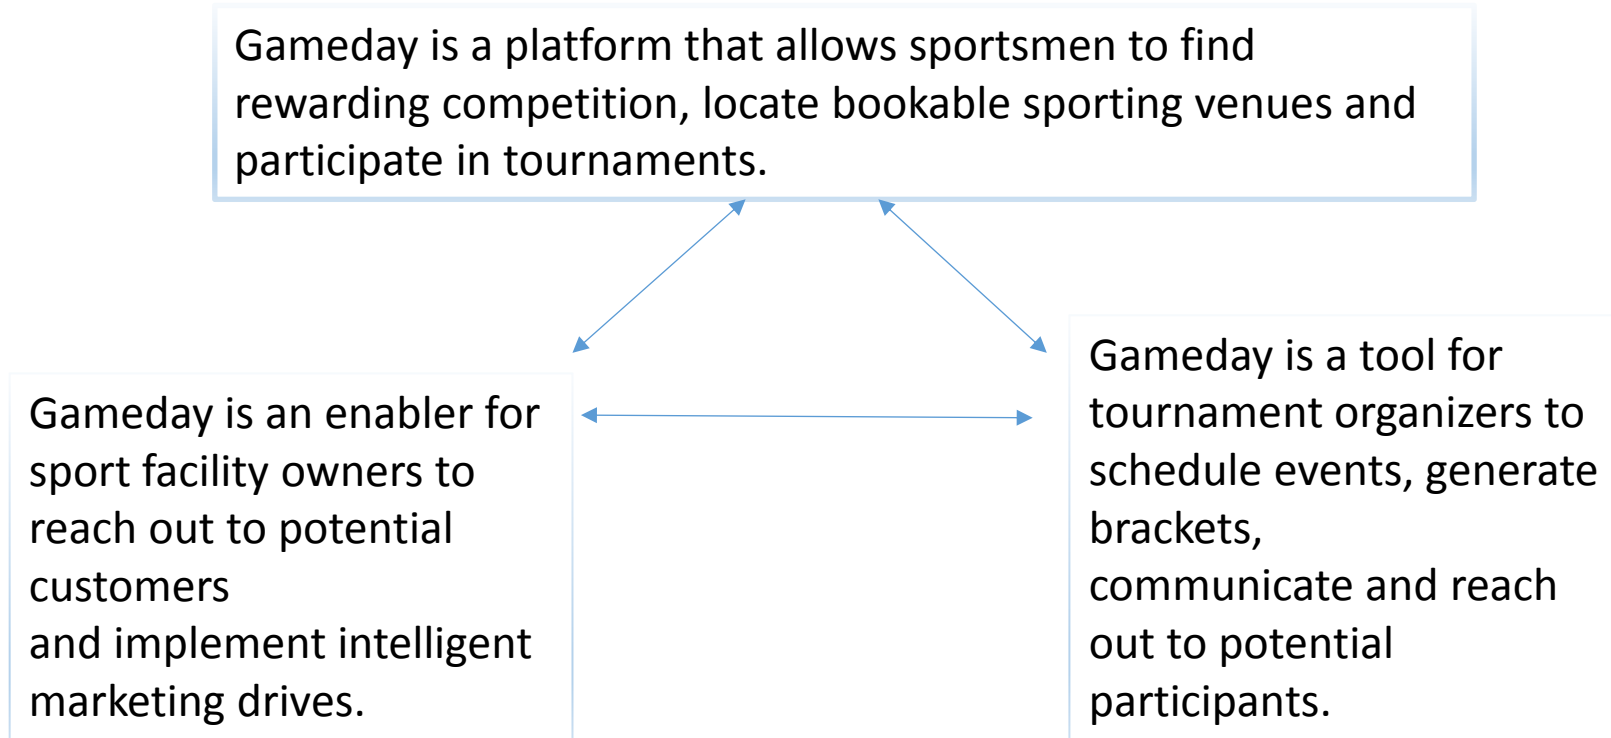 Gameday is a platform that allows sportsmen to find
rewarding competition, locate bookable sporting venues and
participate in tournaments.
Gameday is an enabler for
sport facility owners to
reach out to potential
customers
and implement intelligent
marketing drives.
Gameday is a tool for
tournament organizers to
schedule events, generate
brackets,
communicate and reach
out to potential
participants.